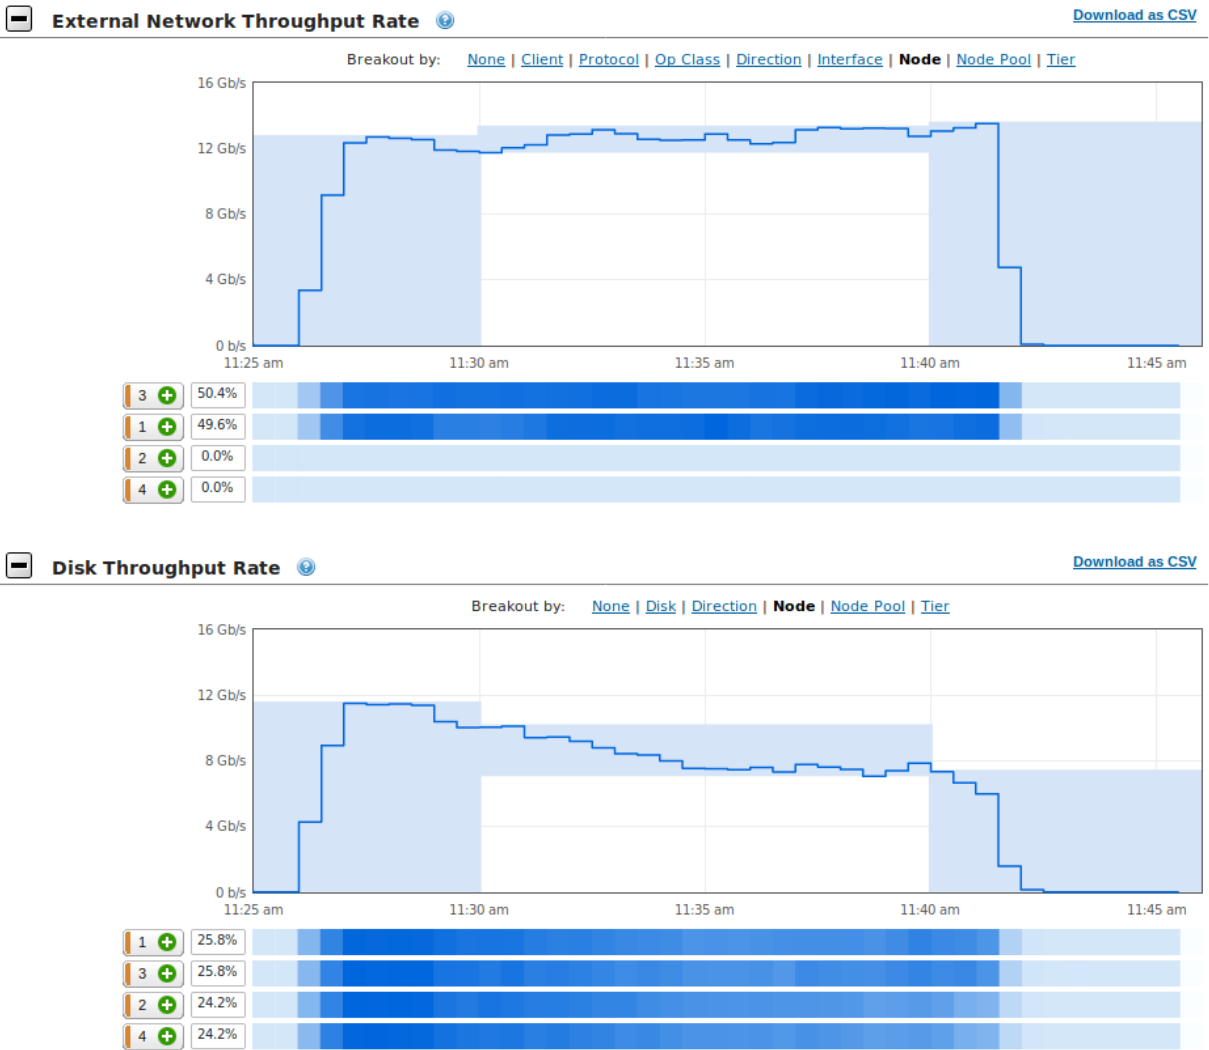 External Network Throughput Rate ? Download as CSV
Breakout by: None | Client | Protocol | Op Class | Direction | Interface | Node | Node Pool | Tier
16 Gb/s
12 Gb/s
8 Gb/s
4 Gb/s
0 b/s
11:25 am 11:30 am 11:35 am 11:40 am 11:45 am
3 50.4%
1 49.6%
2 0.0%
4 0.0%
Disk Throughput Rate ? Download as CSV
Breakout by: None | Disk | Direction | Node | Node Pool | Tier
16 Gb/s
12 Gb/s
8 Gb/s
4 Gb/s
0 b/s
11:25 am 11:30 am 11:35 am 11:40 am 11:45 am
1 25.8%
3 25.8%
2 24.2%
4 24.2%